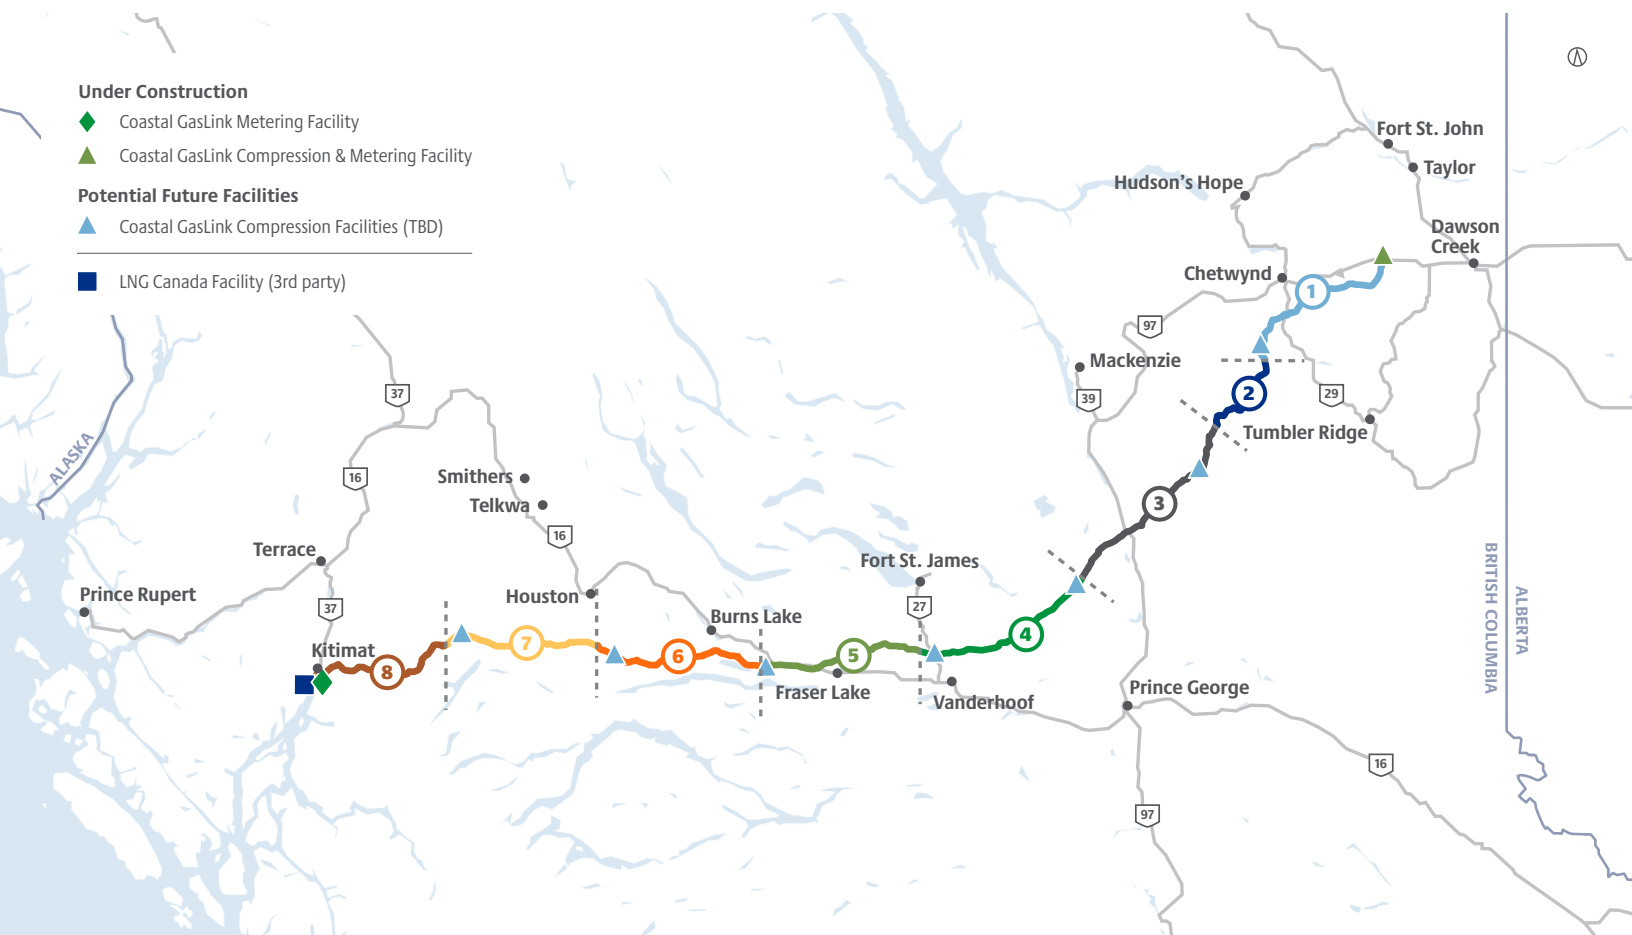 Under Construction
Coastal GasLink Metering Facility
Coastal GasLink Compression & Metering Facility
Potential Future Facilities
Coastal GasLink Compression Facilities (TBD)
LNG Canada Facility (3rd party)
Fort St. John
Taylor
Hudson's Hope
Dawson
Creek
Chetwynd
1
97
Mackenzie
39
2
29
Tumbler Ridge
37
ALASKA
16
Smithers
Telkwa
16
3
Terrace
Fort St. James
Prince Rupert
Houston
37
27
Burns Lake
BRITISH COLUMBIA
ALBERTA
Kitimat
8
7
6
5
4
Fraser Lake
Vanderhoof
Prince George
16
97